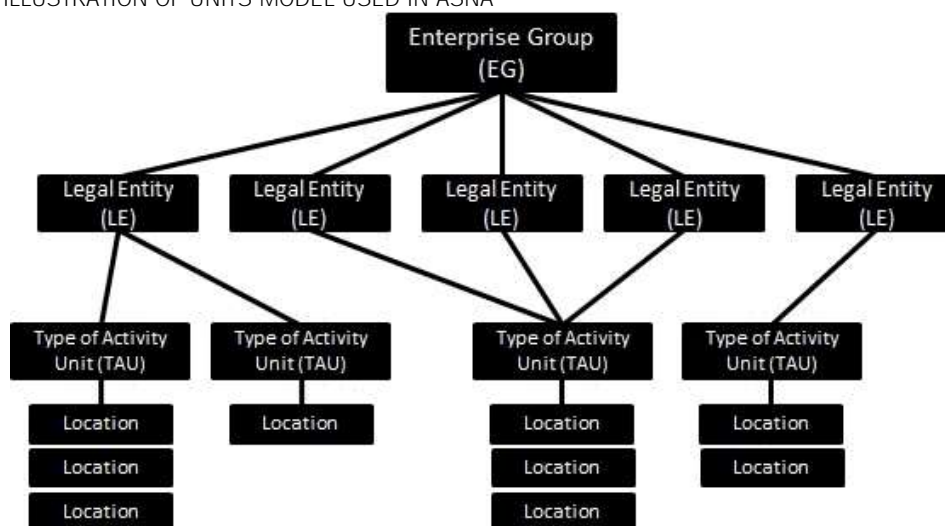 ILLUSTRATION OF UNITS MODEL USED IN ASNA
Enterprise Group
(EG)
Legal Entity
(LE)
Legal Entity
(LE)
Legal Entity
(LE)
Legal Entity
(LE)
Legal Entity
(LE)
Type of Activity
Unit (TAU)
Type of Activity
Unit (TAU)
Type of Activity
Unit (TAU)
Type of Activity
Unit (TAU)
Location
Location
Location
Location
Location
Location
Location
Location
Location